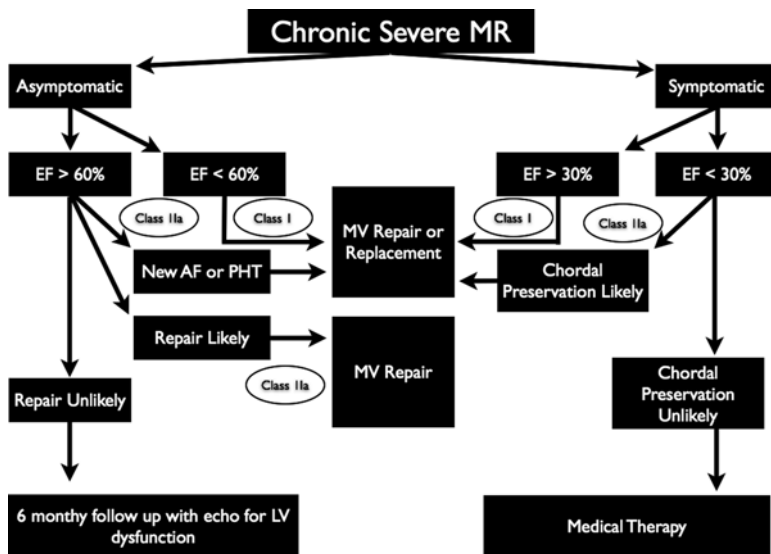 Chronic Severe MR
Asymptomatic
Symptomatic
EF > 60%
EF < 60%
EF > 30%
EF < 30%
Class IIa
Class I
MV Repair or
Replacement
Class I
Class IIa
New AF or PHT
Chordal
Preservation Likely
Repair Likely
Class IIa
MV Repair
Repair Unlikely
Chordal
Preservation
Unlikely
6 monthy follow up with echo for LV
dysfunction
Medical Therapy